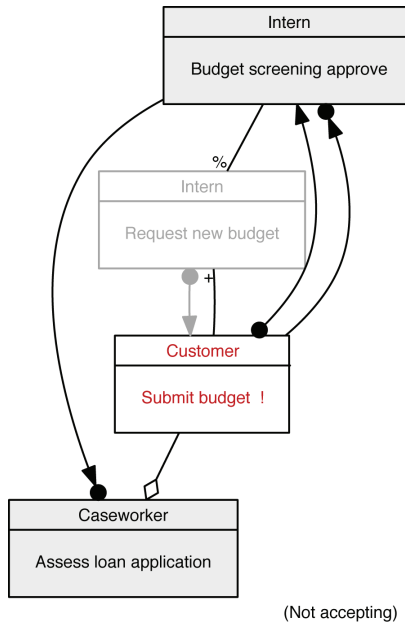 Intern
Budget screening approve
%
Intern
Request new budget
+
Customer
Submit budget  !
Caseworker
Assess loan application
(Not accepting)